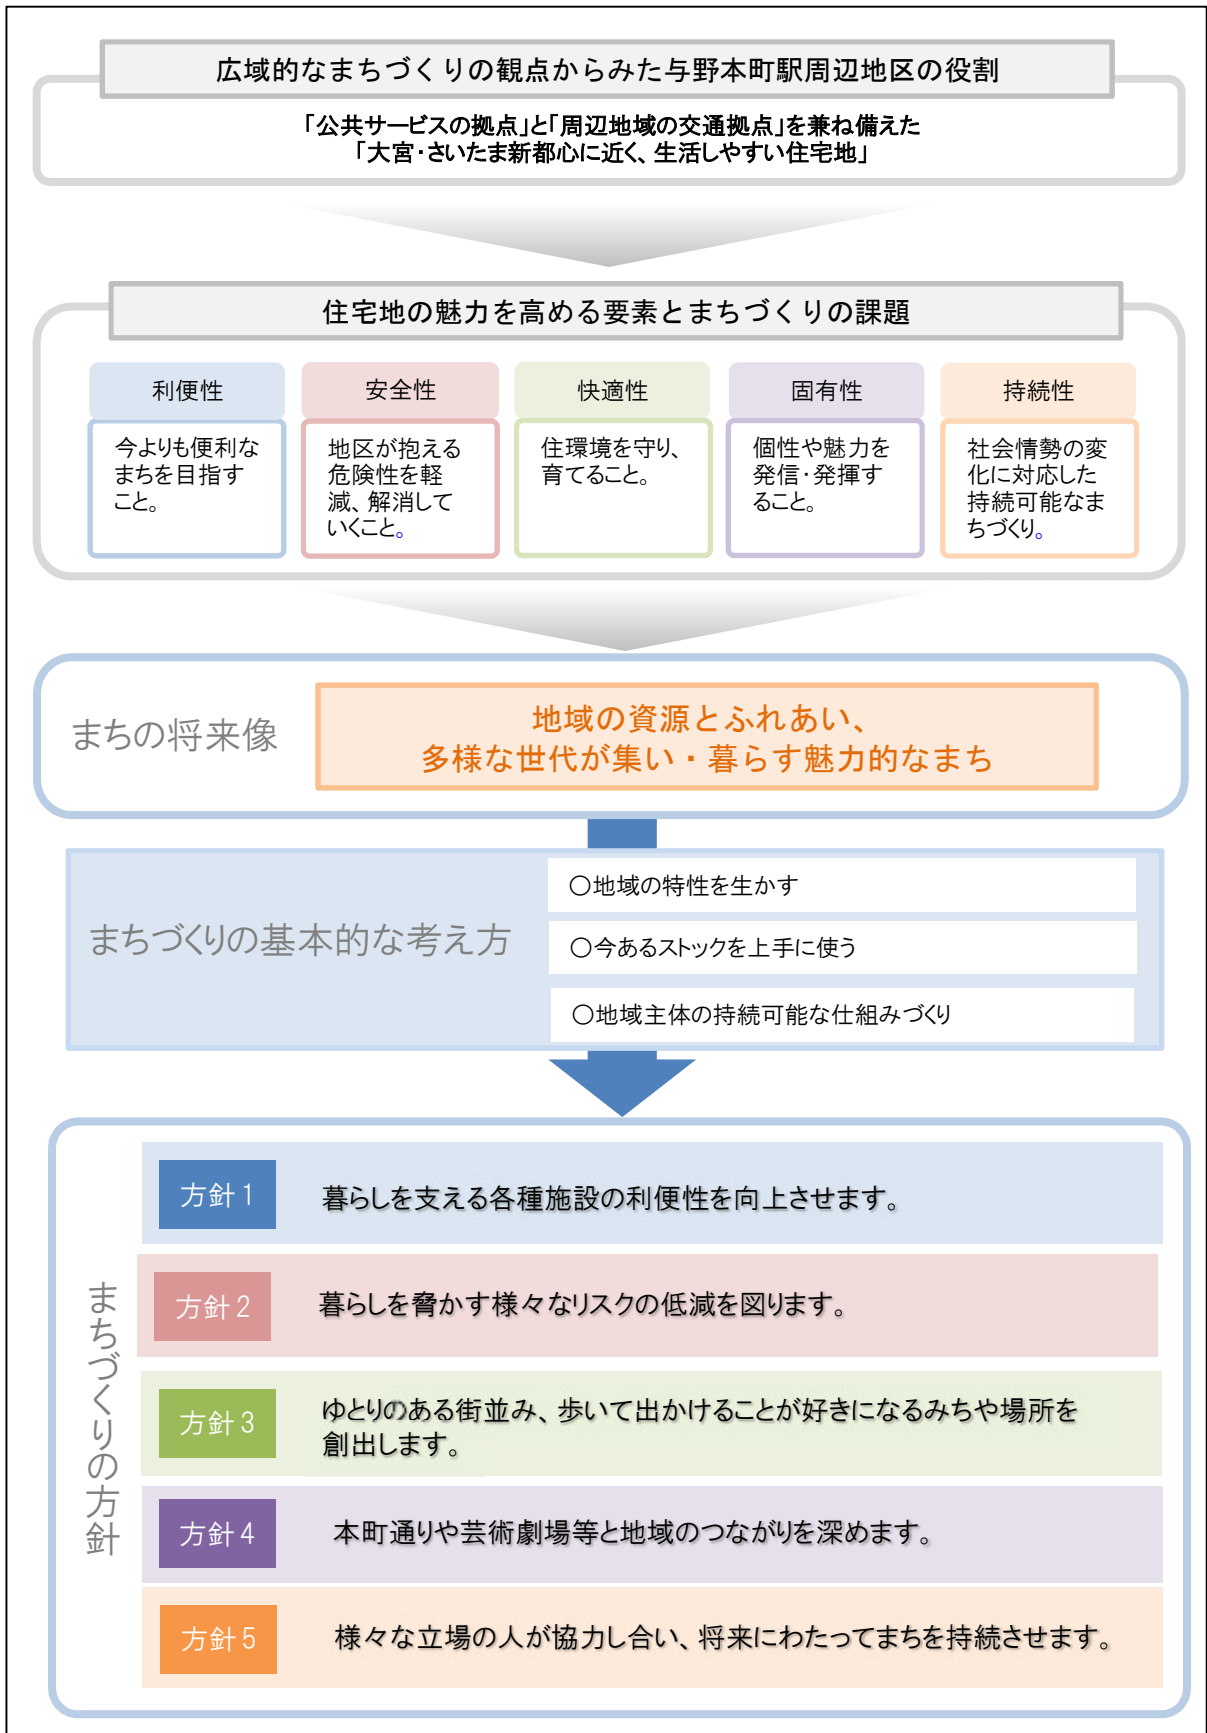 広域的なまちづくりの観点からみた与野本町駅周辺地区の役割
「公共サービスの拠点」と「周辺地域の交通拠点」を兼ね備えた
「大宮・さいたま新都心に近く、生活しやすい住宅地」
住宅地の魅力を高める要素とまちづくりの課題
利便性
今よりも便利な
まちを目指す
こと。
安全性
地区が抱える
危険性を軽
減、解消して
いくこと。
快適性
住環境を守り、
育てること。
固有性
個性や魅力を
発信・発揮す
ること。
持続性
社会情勢の変
化に対応した
持続可能なま
ちづくり。
まちの将来像
地域の資源とふれあい、
多様な世代が集い・暮らす魅力的なまち
まちづくりの基本的な考え方
○地域の特性を生かす
○今あるストックを上手に使う
○地域主体の持続可能な仕組みづくり
まちづくりの方針
方針1
暮らしを支える各種施設の利便性を向上させます。
方針2
暮らしを脅かす様々なリスクの低減を図ります。
方針3
ゆとりのある街並み、歩いて出かけることが好きになるみちや場所を
創出します。
方針4
本町通りや芸術劇場等と地域のつながりを深めます。
方針5
様々な立場の人が協力し合い、将来にわたってまちを持続させます。